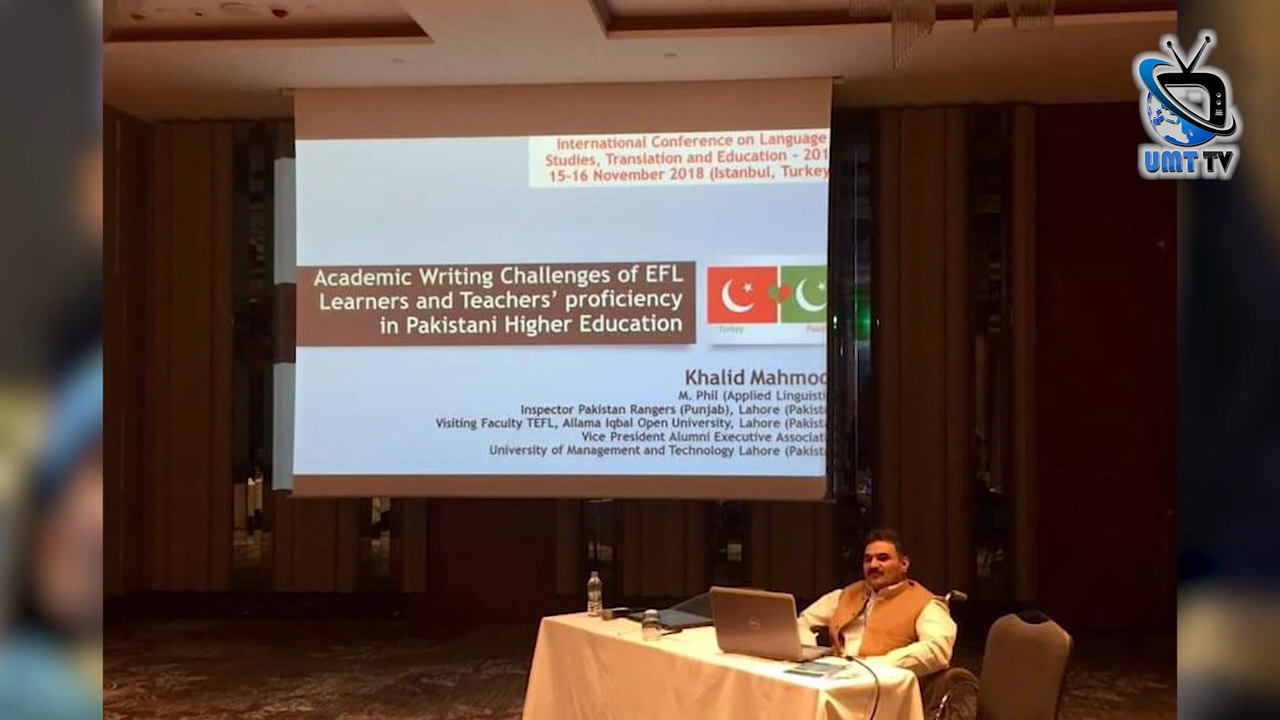 International Conference on Language
Studies, Translation and Education - 201
15-16 November 2018 (Istanbul, Turkey
Academic Writing Challenges of EFL
Learners and Teachers' proficiency
in Pakistani Higher Education
Turkey
Khalid Mahmoo
M. Phil (Applied Linguisti
Inspector Pakistan Rangers (Punjab), Lahore (Pakist
Visiting Faculty TEFL, Allama Iqbal Open University, Lahore (Pakist
Vice President Alumni Executive Associat
University of Management and Technology Lahore (Pakist
UMT TV
DELL